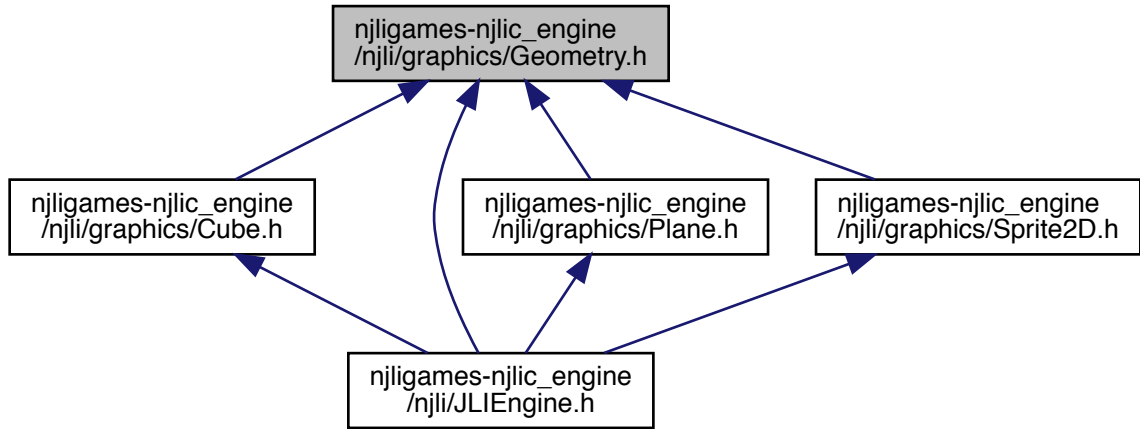 njligames-njlic_engine
/njli/graphics/Geometry.h
njligames-njlic_engine
/njli/graphics/Cube.h
njligames-njlic_engine
/njli/graphics/Plane.h
njligames-njlic_engine
/njli/graphics/Sprite2D.h
njligames-njlic_engine
/njli/JLIEngine.h